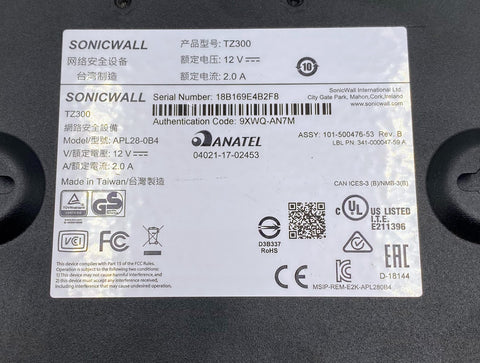 SONICWALL 产品型号: TZ300
网络安全设备 额定电压: 12 V ⎓
台湾制造 额定电流: 2.0 A
10
SONICWALL Serial Number: 18B169E4B2F8
SonicWall International Ltd.
City Gate Park, Mahon, Cork, Ireland
TZ300
Authentication Code: 9XWQ-AN7M
網路安全設備
Model/型號: APL28-0B4
V/額定電壓: 12 V ⎓
A/額定電流: 2.0 A
Made in Taiwan/台灣製造
ANATEL
04021-17-02453
ASSY: 101-500476-53 Rev. B
LBL PN: 341-000047-59 A
CAN ICES-3 (B)/NMB-3(B)
UL US LISTED
I.T.E.
E211396
D3B337
RoHS
VCI FC
Complies with Part 15 of the FCC Rules.
Operation is subject to the following
two conditions: (1) this device may
not cause harmful interference, and
(2) this device must accept any
interference received, including
interference that may cause
undesired operation.
CE
EAC
D-18144
MSIP-REM-E2K-APL280B4